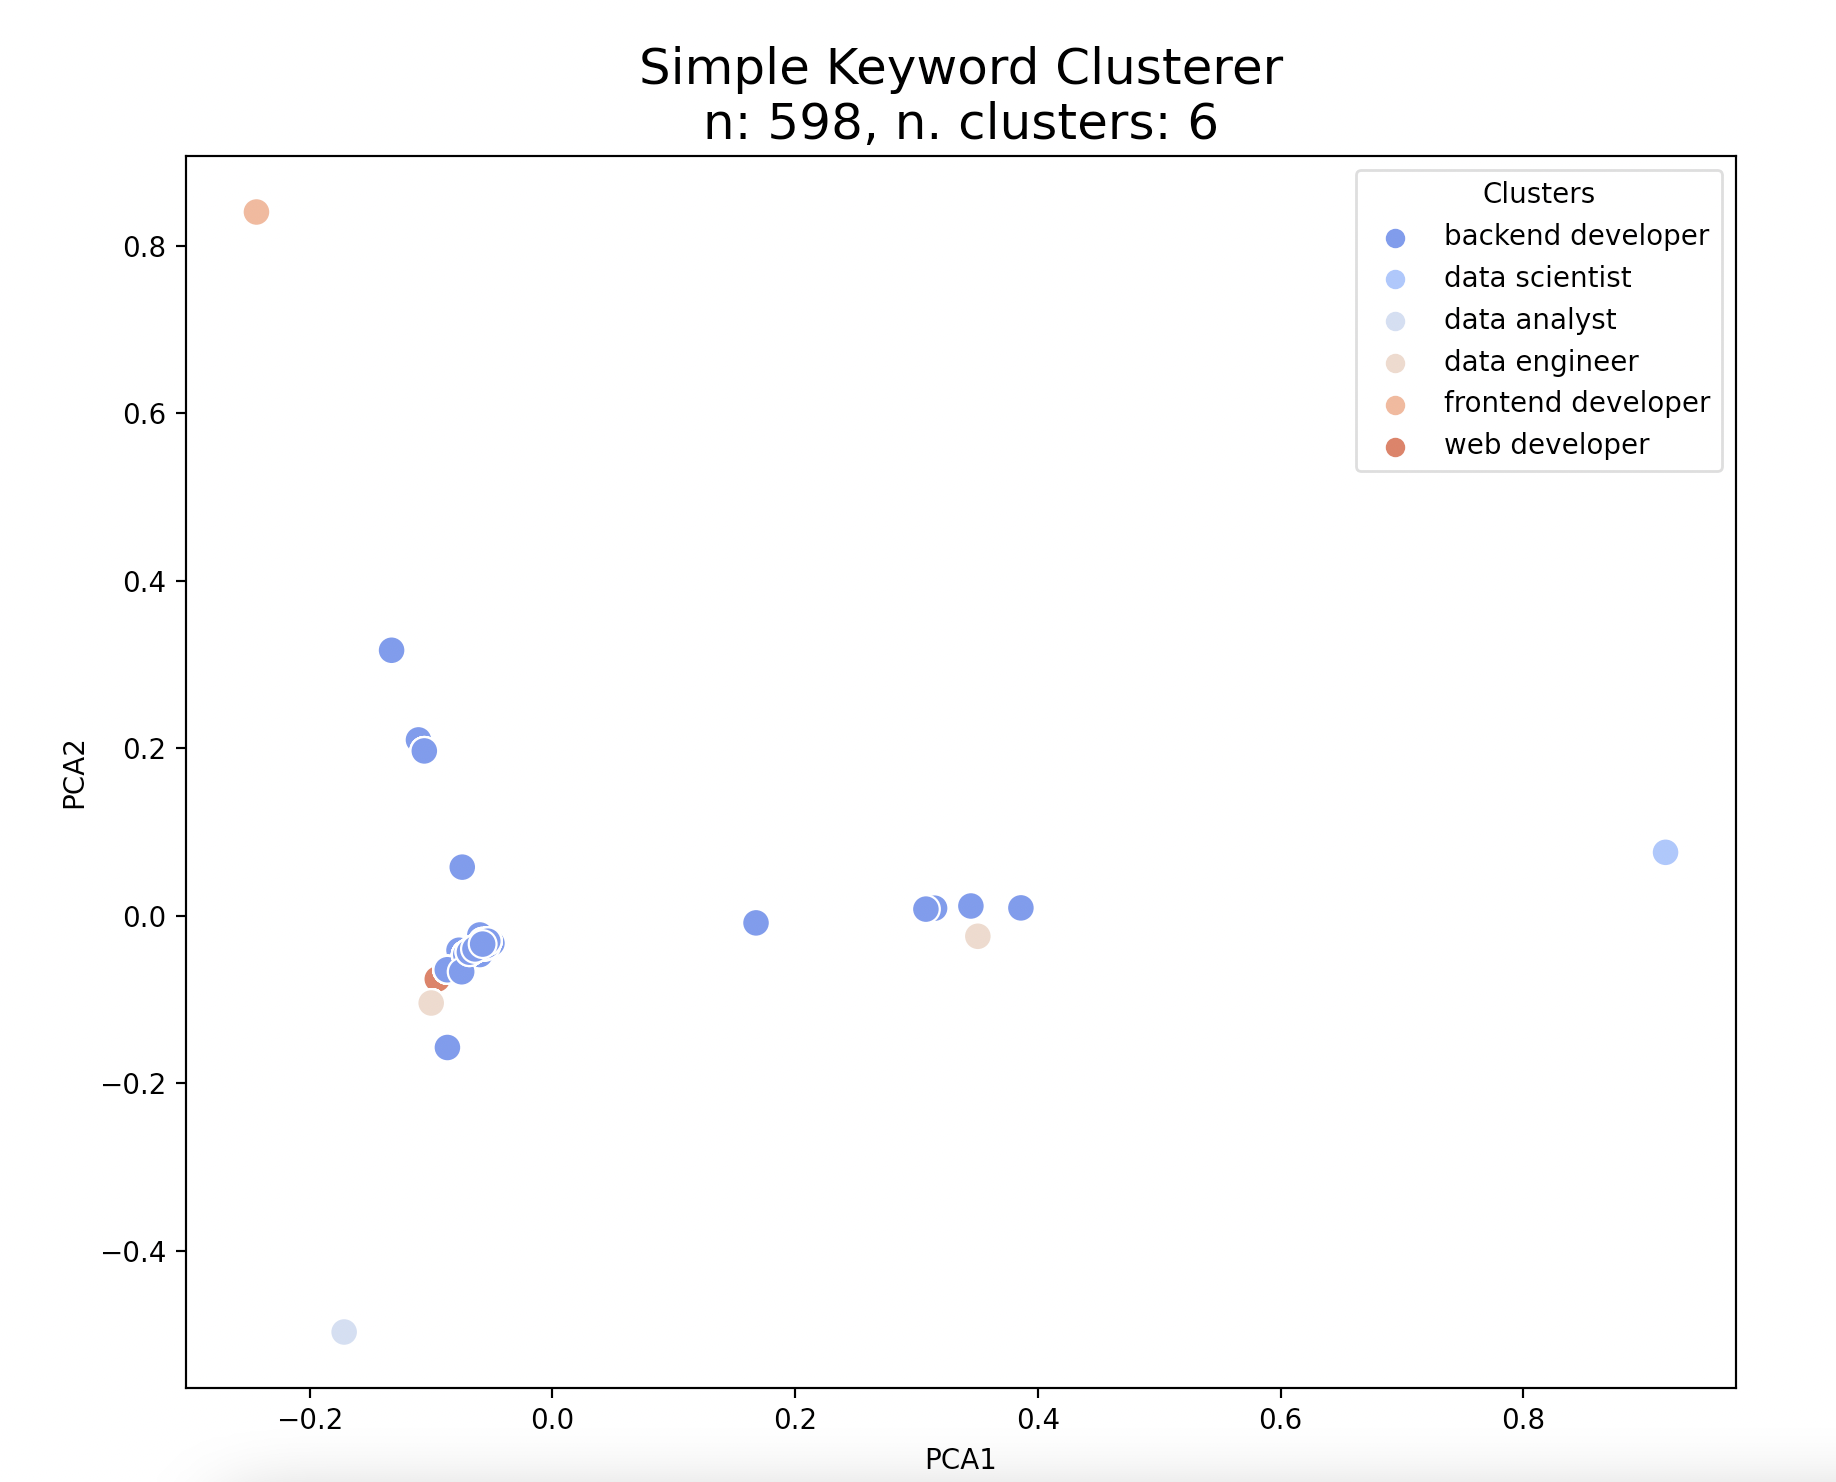 Simple Keyword Clusterer
n: 598, n. clusters: 6
Clusters
backend developer
data scientist
data analyst
data engineer
frontend developer
web developer
0.8
0.6
0.4
0.2
0.0
−0.2
−0.4
PCA2
−0.2
0.0
0.2
0.4
0.6
0.8
PCA1